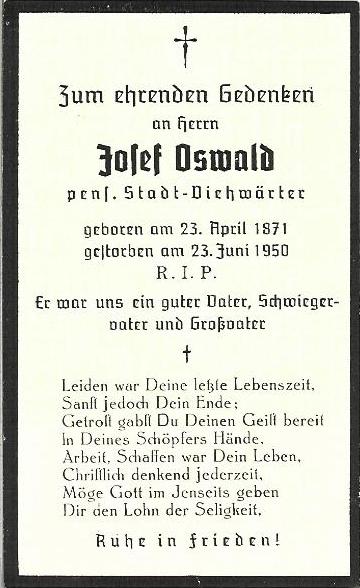 Zum ehrenden Gedenken
an Herrn
Josef Oswald
pens. Stadt-Viehwärter
geboren am 23. April 1871
gestorben am 23. Juni 1950
R. I. P.
Er war uns ein guter Vater, Schwieger-
vater und Großvater
Leiden war Deine letzte Lebenszeit,
Sanft jedoch Dein Ende;
Getrost gabst Du Deinen Geist bereit
In Deines Schöpfers Hände.
Arbeit, Schaffen war Dein Leben,
Christlich denkend jederzeit,
Möge Gott im Jenseits geben
Dir den Lohn der Seligkeit.
Ruhe in Frieden!